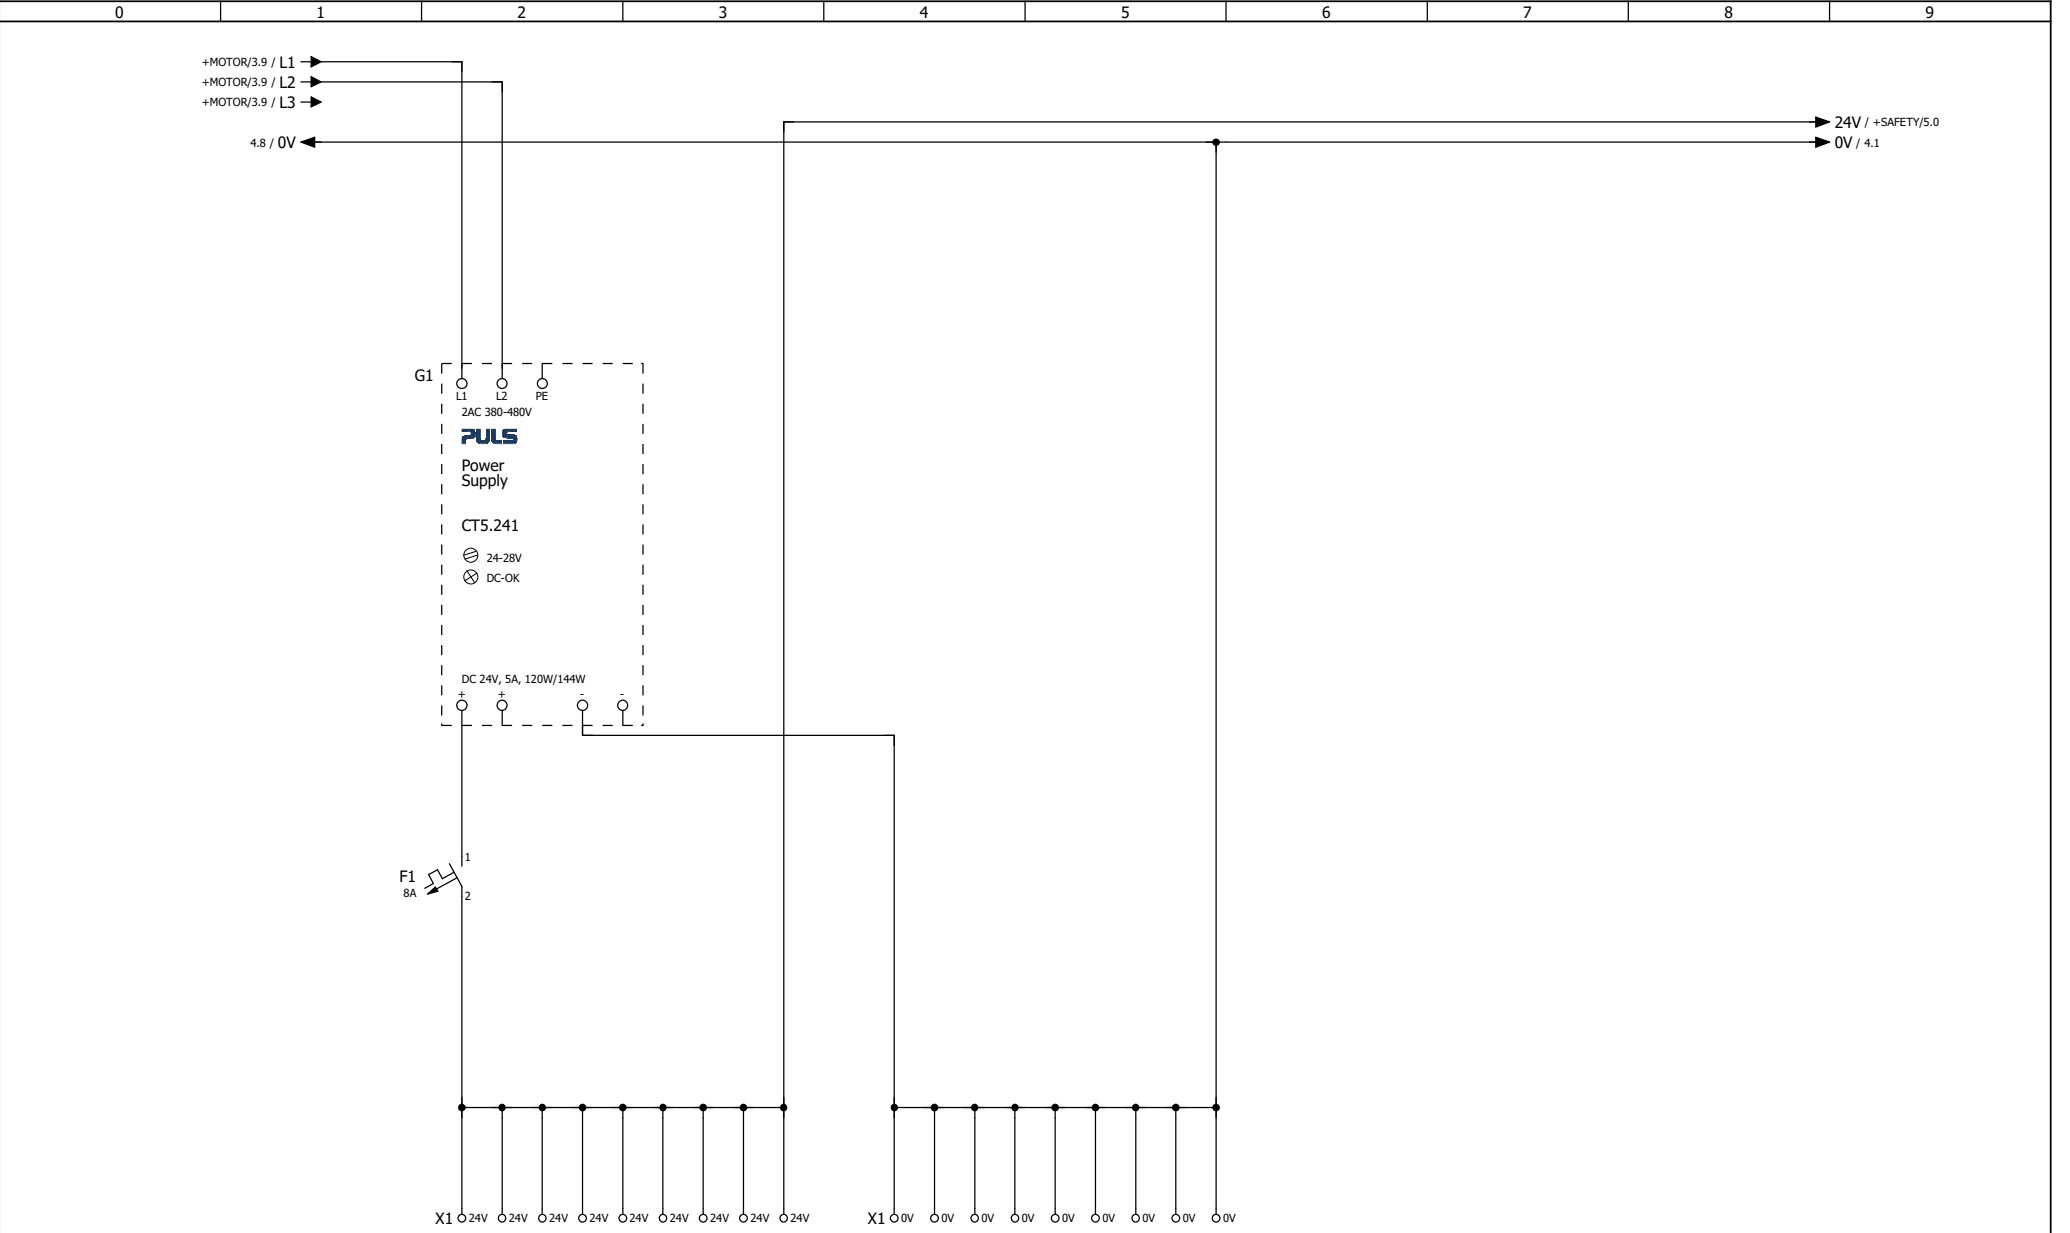 0 1 2 3 4 5 6 7 8 9
+MOTOR/3.9 / L1
+MOTOR/3.9 / L2
+MOTOR/3.9 / L3
24V / +SAFETY/5.0
4.8 / 0V
0V / 4.1
G1
L1 L2 PE
2AC 380-480V
PULS
Power
Supply
CT5.241
24-28V
DC-OK
DC 24V, 5A, 120W/144W
+ + - -
1
F1
8A
2
X1 24V 24V 24V 24V 24V 24V 24V 24V 24V
X1 0V 0V 0V 0V 0V 0V 0V 0V 0V